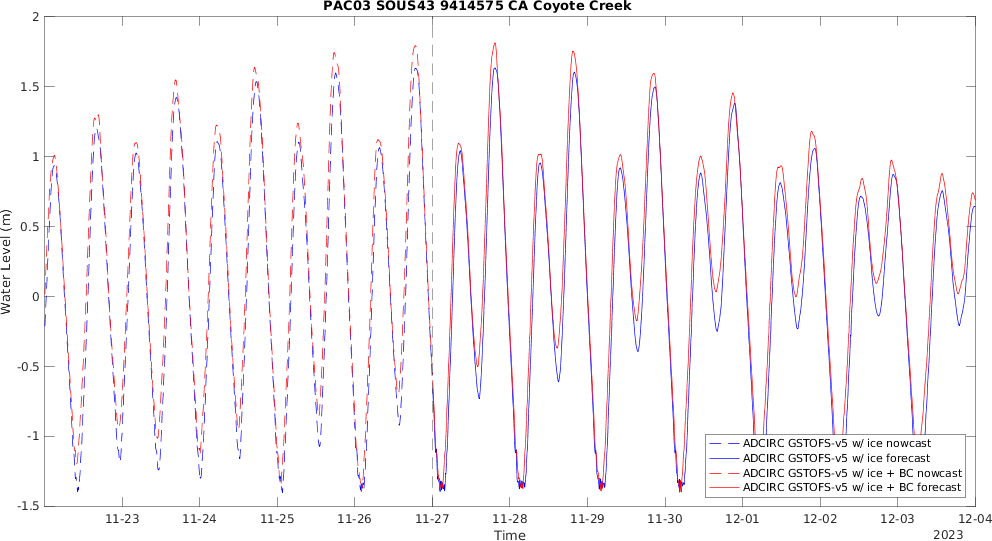 PAC03 SOUS43 9414575 CA Coyote Creek
Water Level (m)
2
1.5
1
0.5
0
-0.5
-1
-1.5
ADCIRC GSTOFS-v5 w/ ice nowcast
ADCIRC GSTOFS-v5 w/ ice forecast
ADCIRC GSTOFS-v5 w/ ice + BC nowcast
ADCIRC GSTOFS-v5 w/ ice + BC forecast
11-23 11-24 11-25 11-26 11-27 11-28 11-29 11-30 12-01 12-02 12-03 12-04
Time
2023